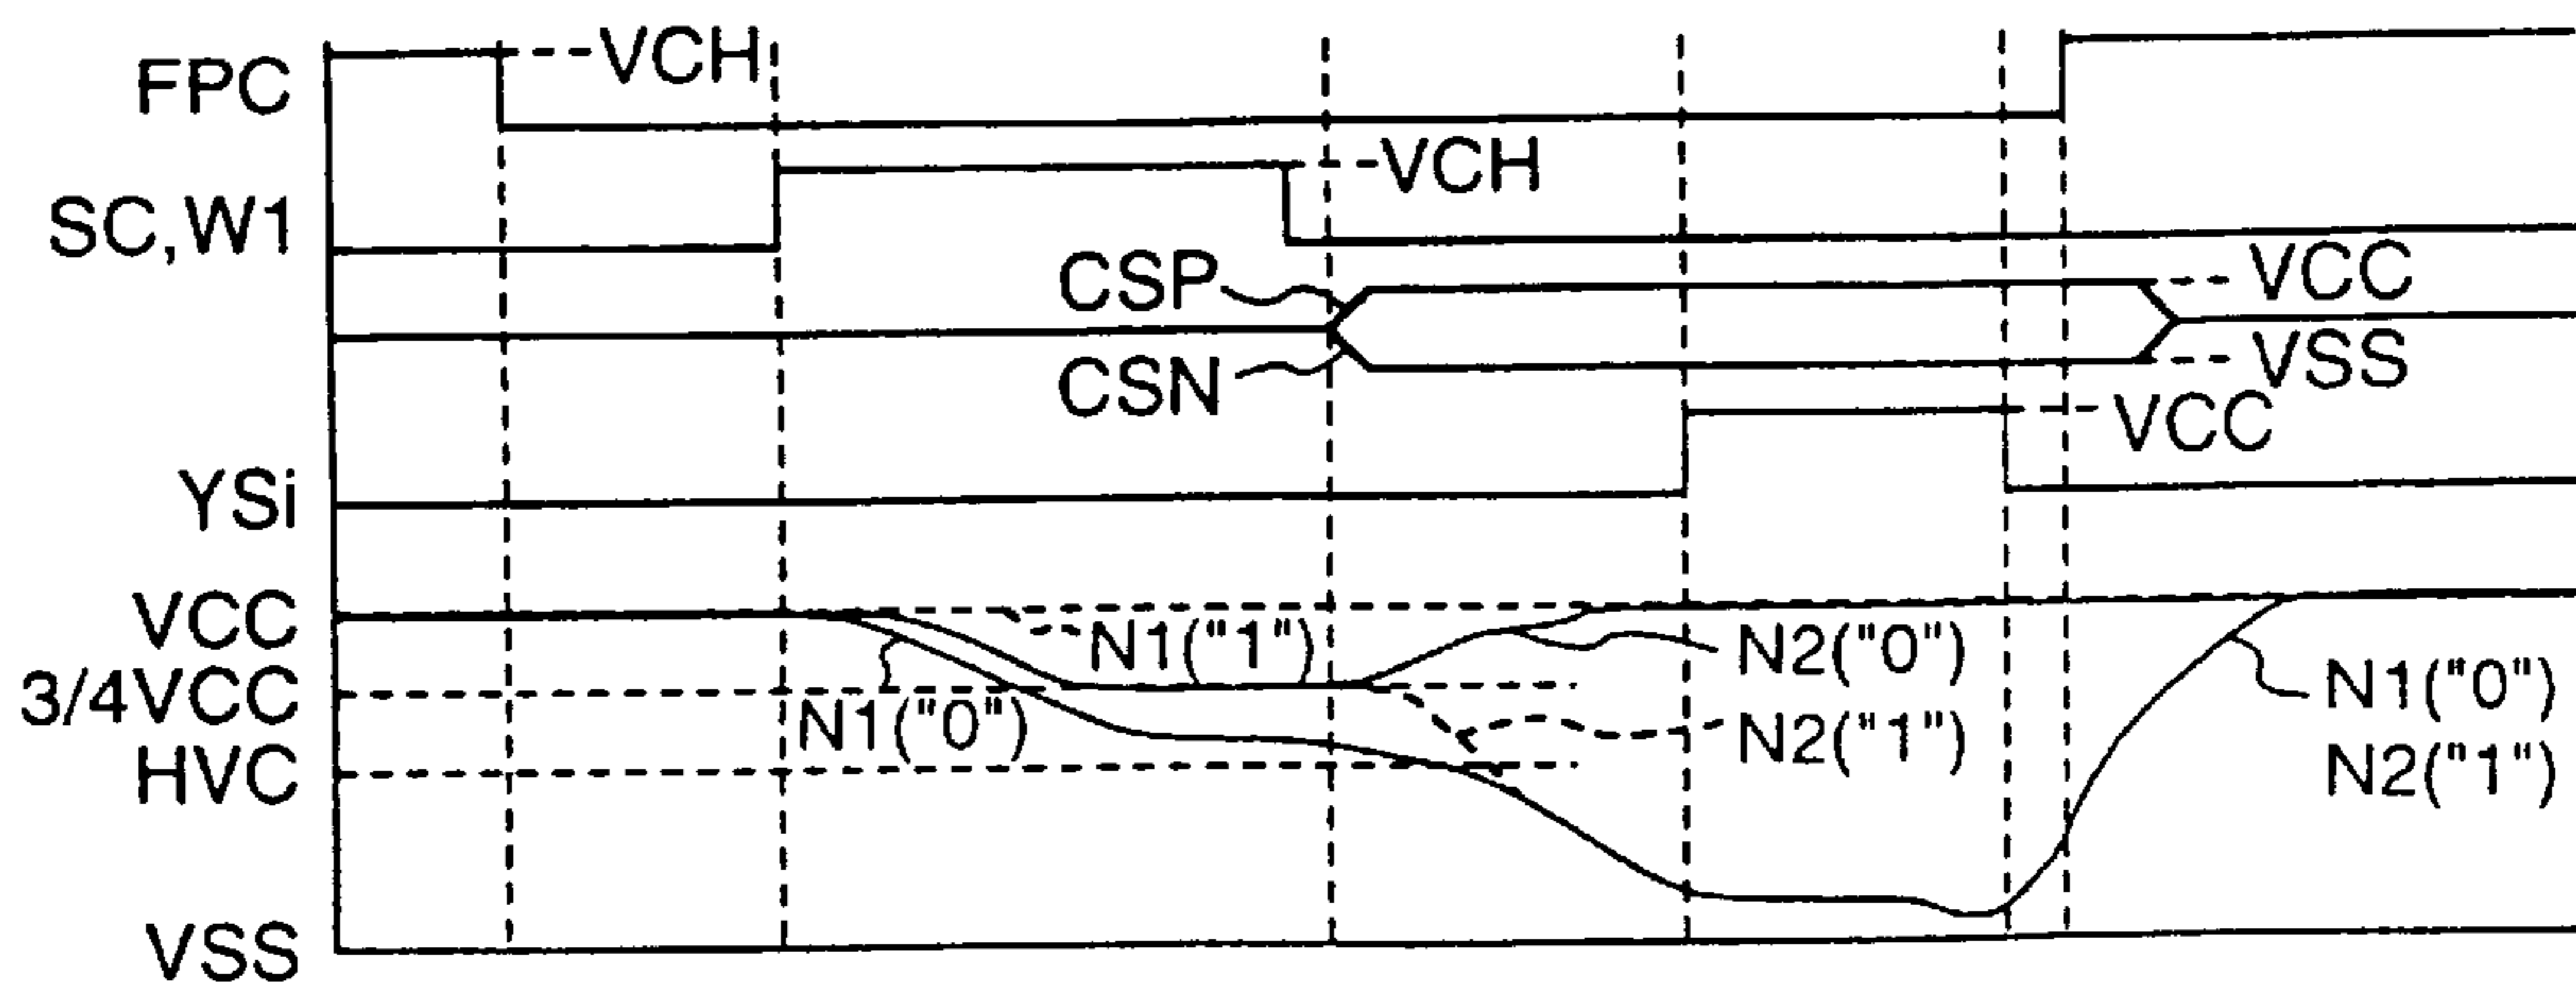 FPC
VCH
SC,W1
VCH
CSP
VCC
CSN
VSS
YSi
VCC
VCC
N1("1")
N2("0")
3/4VCC
N1("0")
N2("1")
N1("0")
HVC
N2("1")
VSS